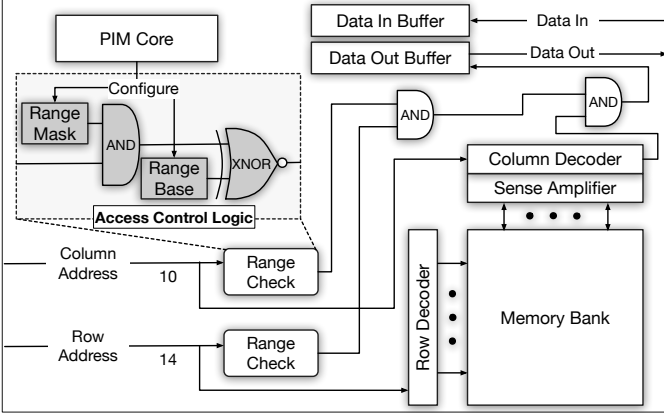 Data In Buffer
Data In
PIM Core
Data Out Buffer
Data Out
Configure
Range
Mask
AND
AND
AND
XNOR
Range
Base
Column Decoder
Sense Amplifier
Access Control Logic
Column
Address
10
Range
Check
Row Decoder
Memory Bank
Row
Address
14
Range
Check